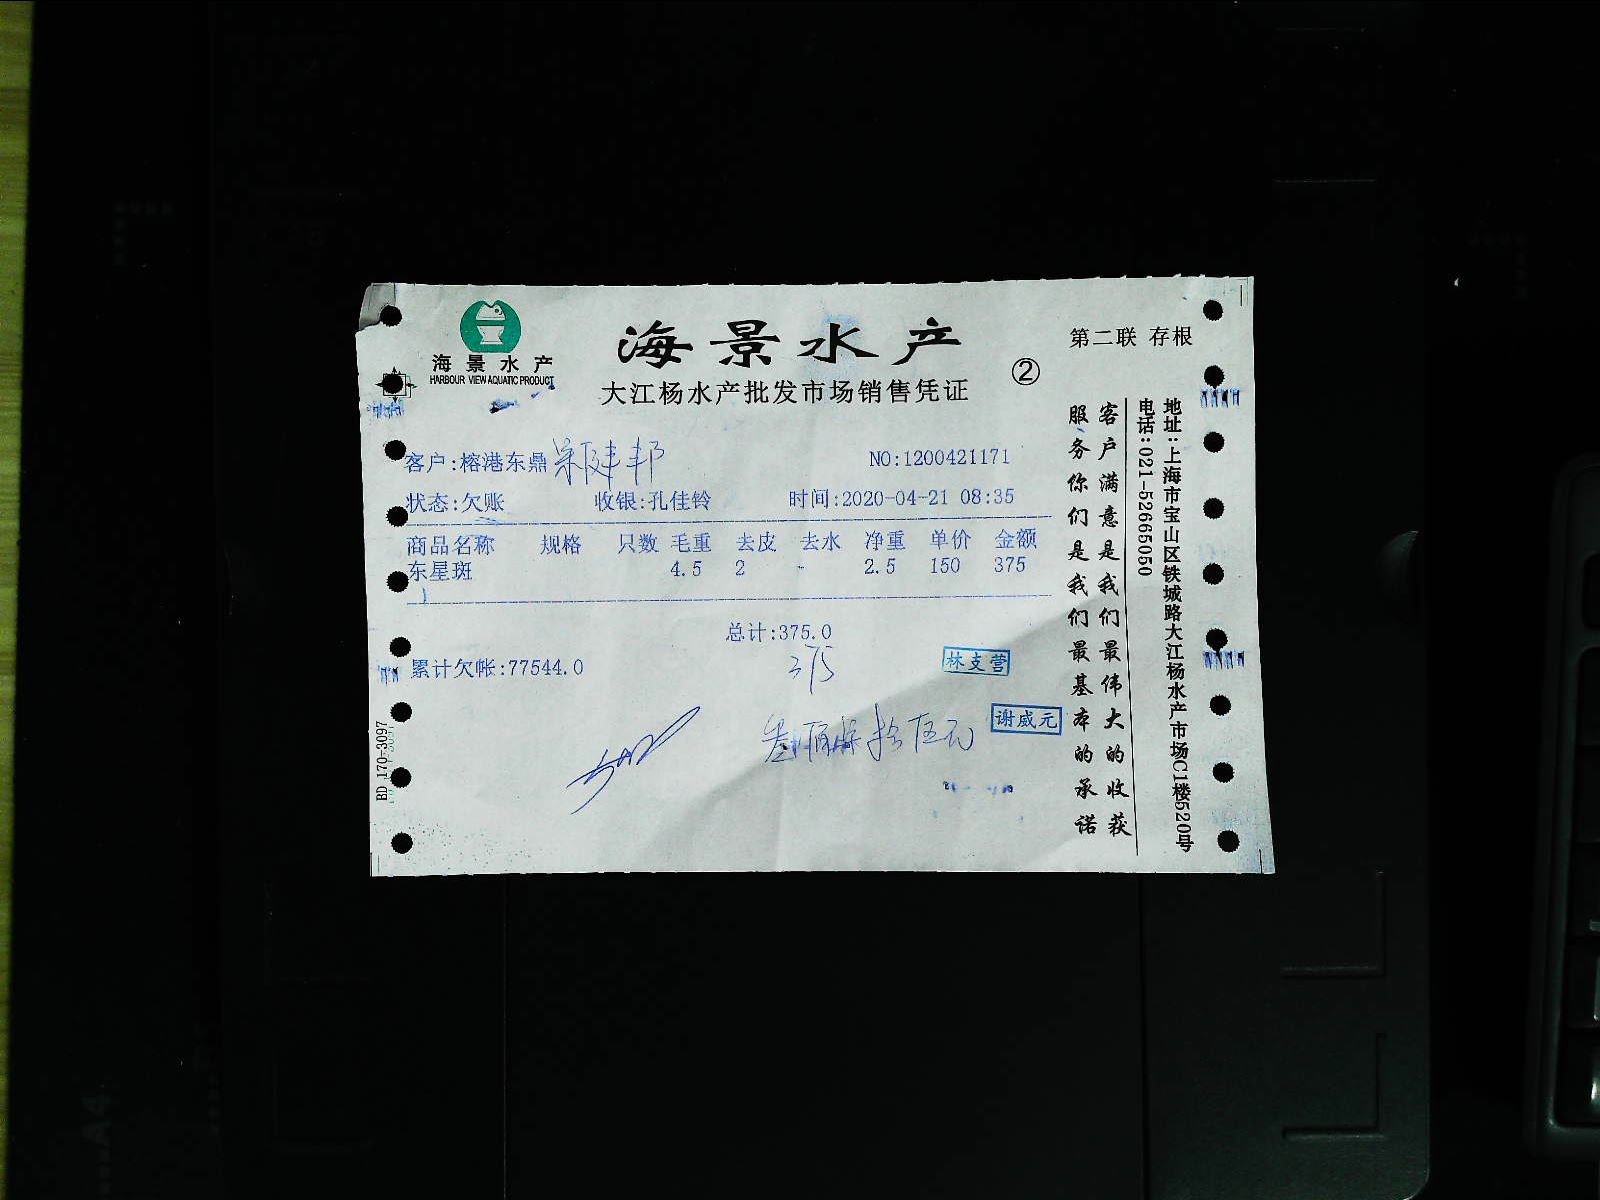 海景水产
HARBOUR VIEW AQUATIC PRODUCT
海景水产
大江杨水产批发市场销售凭证
②
第二联 存根
客户:榕港东鼎
NO:1200421171
状态:欠账 收银:孔佳铃 时间:2020-04-21 08:35
商品名称 规格 只数 毛重 去皮 去水 净重 单价 金额
东星斑 4.5 2 - 2.5 150 375
总计:375.0
累计欠帐:77544.0
375
林支营
谢威元
叁佰柒拾伍元
BD 170-3097
客户满意是我们最伟大的收获
服务你们是我们最基本的承诺
地址:上海市宝山区铁城路大江杨水产市场C1楼520号
电话:021-52665050